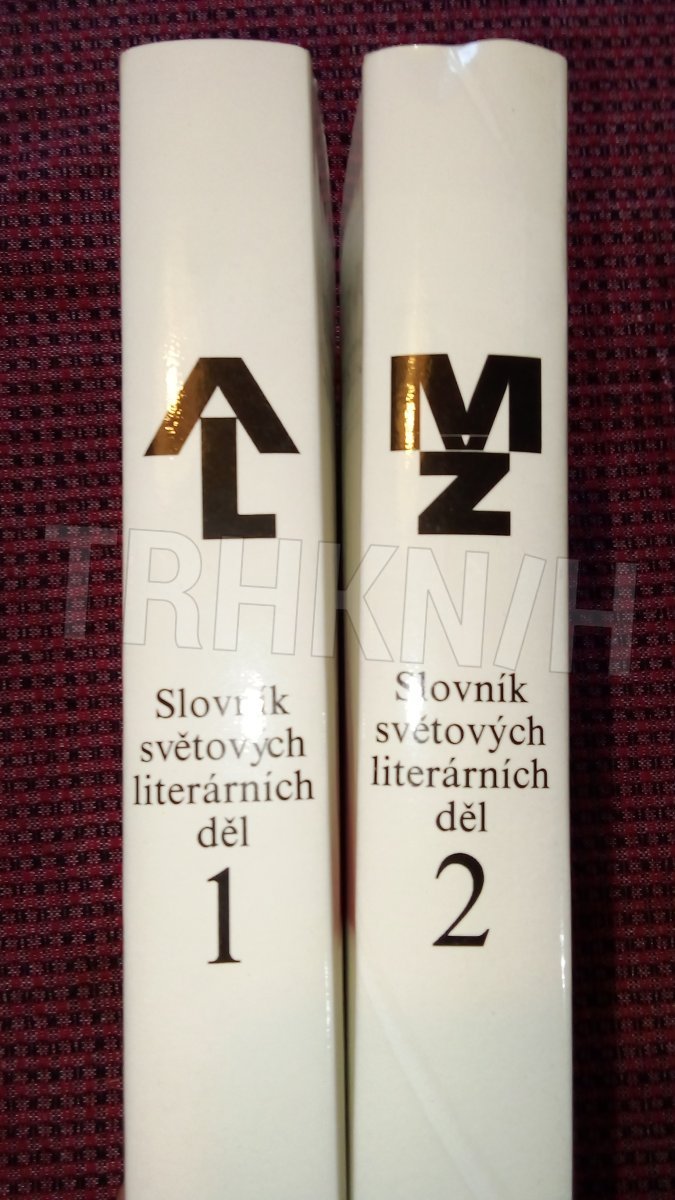 A
L
Slovník
světových
literárních
děl
1
M
Z
Slovník
světových
literárních
děl
2
TRHKNIH